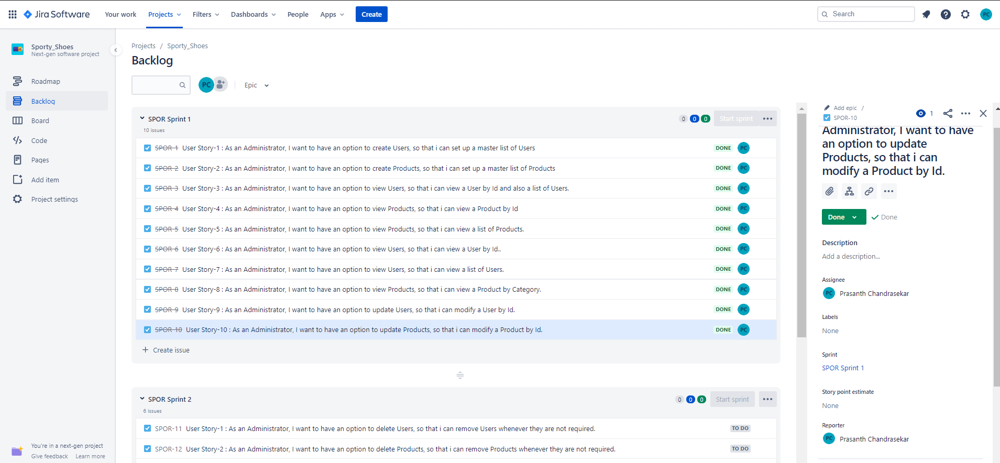 Jira Software Your work Projects Filters Dashboards People Apps Create Search PC
Sporty_Shoes
Next-gen software project
Roadmap
Backlog
Board
Code
Pages
Add item
Project settings
You're in a next-gen project
Give feedback Learn more
Projects / Sporty_Shoes
Backlog
PC Epic
SPOR Sprint 1 0 0 0 Start sprint
10 issues
SPOR-1 User Story-1 : As an Administrator, I want to have an option to create Users, so that i can set up a master list of Users DONE PC
SPOR-2 User Story-2 : As an Administrator, I want to have an option to create Products, so that i can set up a master list of Products DONE PC
SPOR-3 User Story-3 : As an Administrator, I want to have an option to view Users, so that i can view a User by Id and also a list of Users. DONE PC
SPOR-4 User Story-4 : As an Administrator, I want to have an option to view Products, so that i can view a Product by Id DONE PC
SPOR-5 User Story-5 : As an Administrator, I want to have an option to view Products, so that i can view a list of Products. DONE PC
SPOR-6 User Story-6 : As an Administrator, I want to have an option to view Users, so that i can view a User by Id.. DONE PC
SPOR-7 User Story-7 : As an Administrator, I want to have an option to view Users, so that i can view a list of Users. DONE PC
SPOR-8 User Story-8 : As an Administrator, I want to have an option to view Products, so that i can view a Product by Category. DONE PC
SPOR-9 User Story-9 : As an Administrator, I want to have an option to update Users, so that i can modify a User by Id. DONE PC
SPOR-10 User Story-10 : As an Administrator, I want to have an option to update Products, so that i can modify a Product by Id. DONE PC
Create issue
SPOR Sprint 2 0 0 0 Start sprint
6 issues
SPOR-11 User Story-1 : As an Administrator, I want to have an option to delete Users, so that i can remove Users whenever they are not required. TO DO
SPOR-12 User Story-2 : As an Administrator, I want to have an option to delete Products, so that i can remove Products whenever they are not required. TO DO
Add epic /
SPOR-10
1
Administrator, I want to have
an option to update
Products, so that i can
modify a Product by Id.
Done Done
Description
Add a description...
Assignee
PC Prasanth Chandrasekar
Labels
None
Sprint
SPOR Sprint 1
Story point estimate
None
Reporter
PC Prasanth Chandrasekar